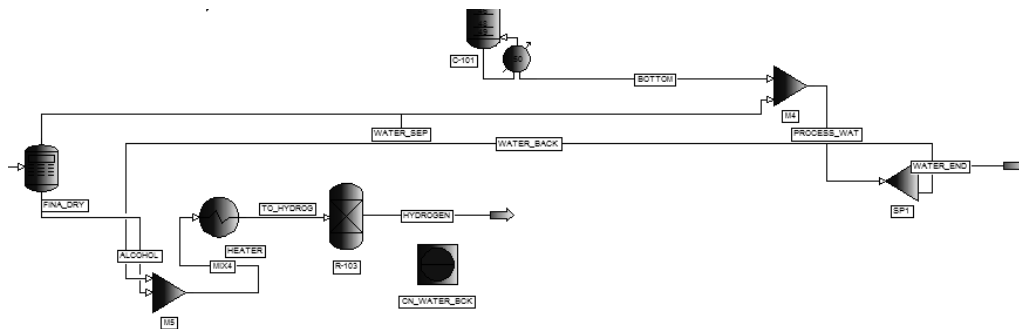 C-101
BOTTOM
M4
WATER_SEP
PROCESS_WAT
WATER_BACK
WATER_END
FINA_DRY
SP1
TO_HYDROG
HYDROGEN
ALCOHOL
HEATER
MIX4
R-103
CN_WATER_BCK
M5